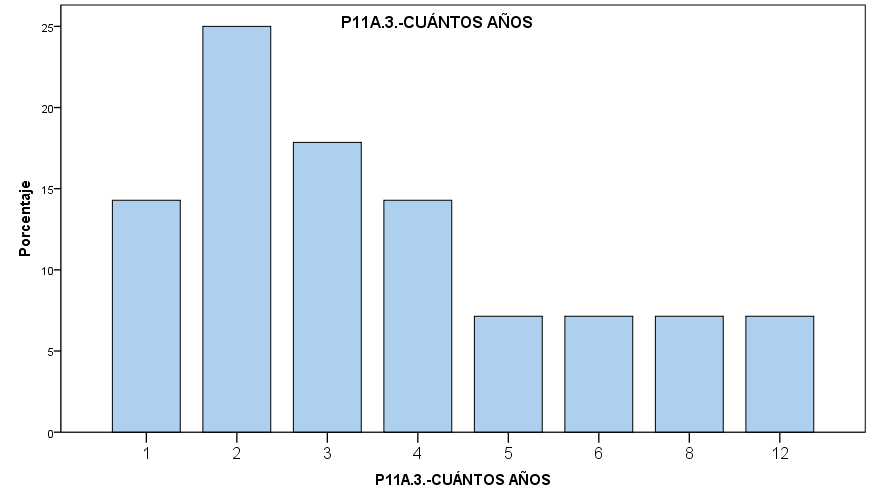 P11A.3.-CUÁNTOS AÑOS
25
20
15
10
5
0
Porcentaje
1 2 3 4 5 6 8 12
P11A.3.-CUÁNTOS AÑOS